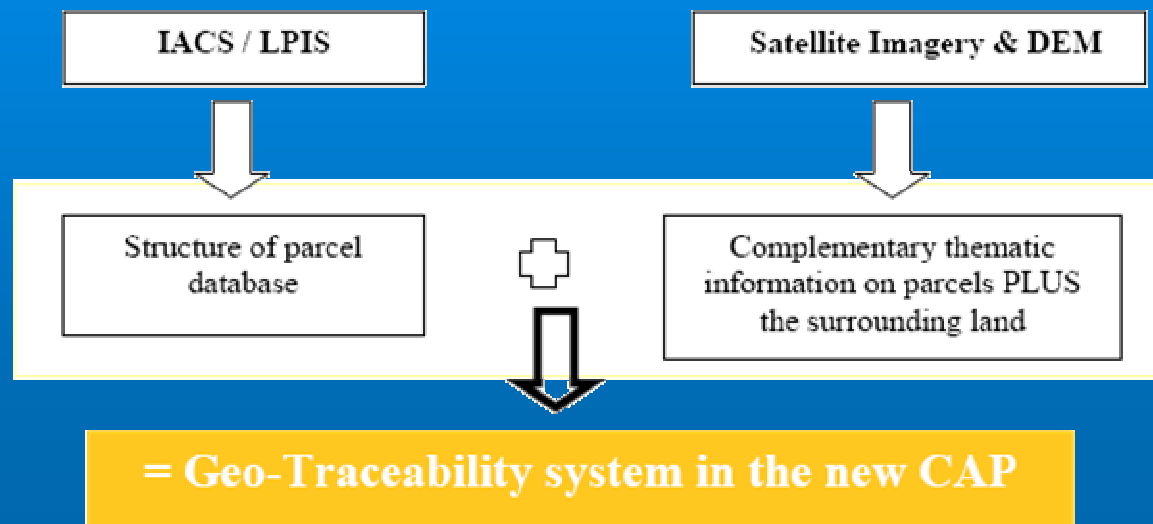 IACS / LPIS
Satellite Imagery & DEM
Structure of parcel
database
Complementary thematic
information on parcels PLUS
the surrounding land
= Geo-Traceability system in the new CAP